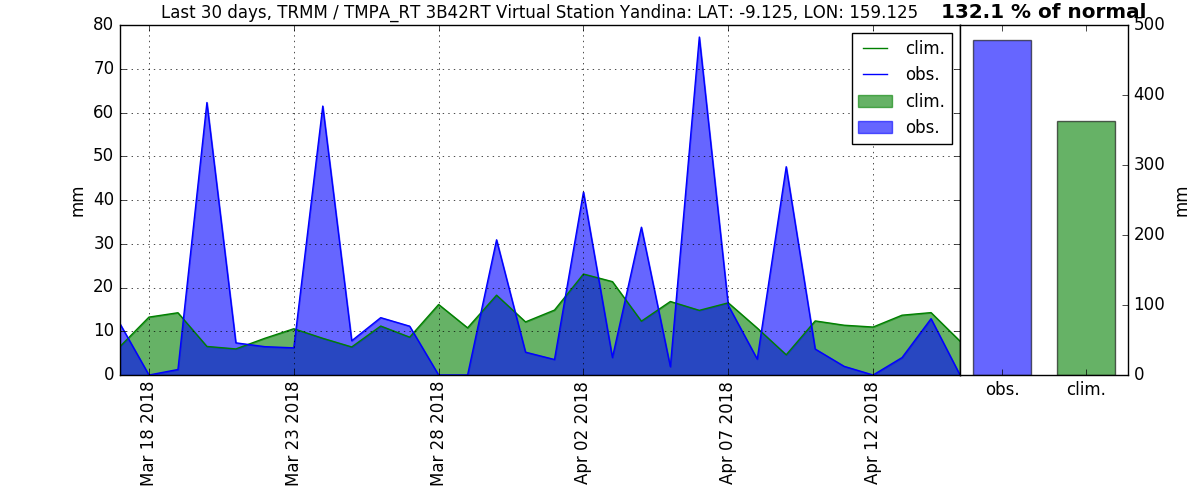 Last 30 days, TRMM / TMPA_RT 3B42RT Virtual Station Yandina: LAT: -9.125, LON: 159.125
132.1 % of normal
80
70
60
50
40
30
20
10
0
mm
clim.
obs.
clim.
obs.
Mar 18 2018
Mar 23 2018
Mar 28 2018
Apr 02 2018
Apr 07 2018
Apr 12 2018
500
400
300
200
100
0
mm
obs.
clim.